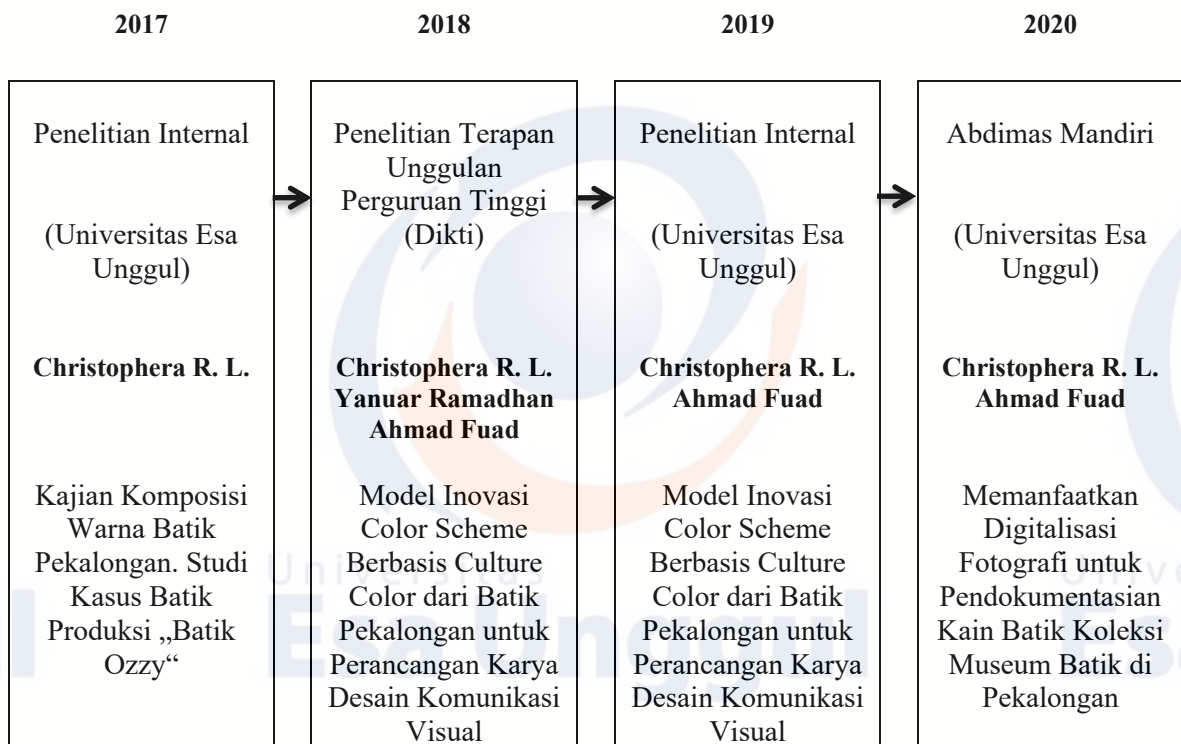 2017
2018
2019
2020
Penelitian Internal
(Universitas Esa
Unggul)
Christophera R. L.
Kajian Komposisi
Warna Batik
Pekalongan. Studi
Kasus Batik
Produksi „Batik
Ozzy“
Penelitian Terapan
Unggulan
Perguruan Tinggi
(Dikti)
Christophera R. L.
Yanuar Ramadhan
Ahmad Fuad
Model Inovasi
Color Scheme
Berbasis Culture
Color dari Batik
Pekalongan untuk
Perancangan Karya
Desain Komunikasi
Visual
Penelitian Internal
(Universitas Esa
Unggul)
Christophera R. L.
Ahmad Fuad
Model Inovasi
Color Scheme
Berbasis Culture
Color dari Batik
Pekalongan untuk
Perancangan Karya
Desain Komunikasi
Visual
Abdimas Mandiri
(Universitas Esa
Unggul)
Christophera R. L.
Ahmad Fuad
Memanfaatkan
Digitalisasi
Fotografi untuk
Pendokumentasian
Kain Batik Koleksi
Museum Batik di
Pekalongan
Universitas
Esa Unggul